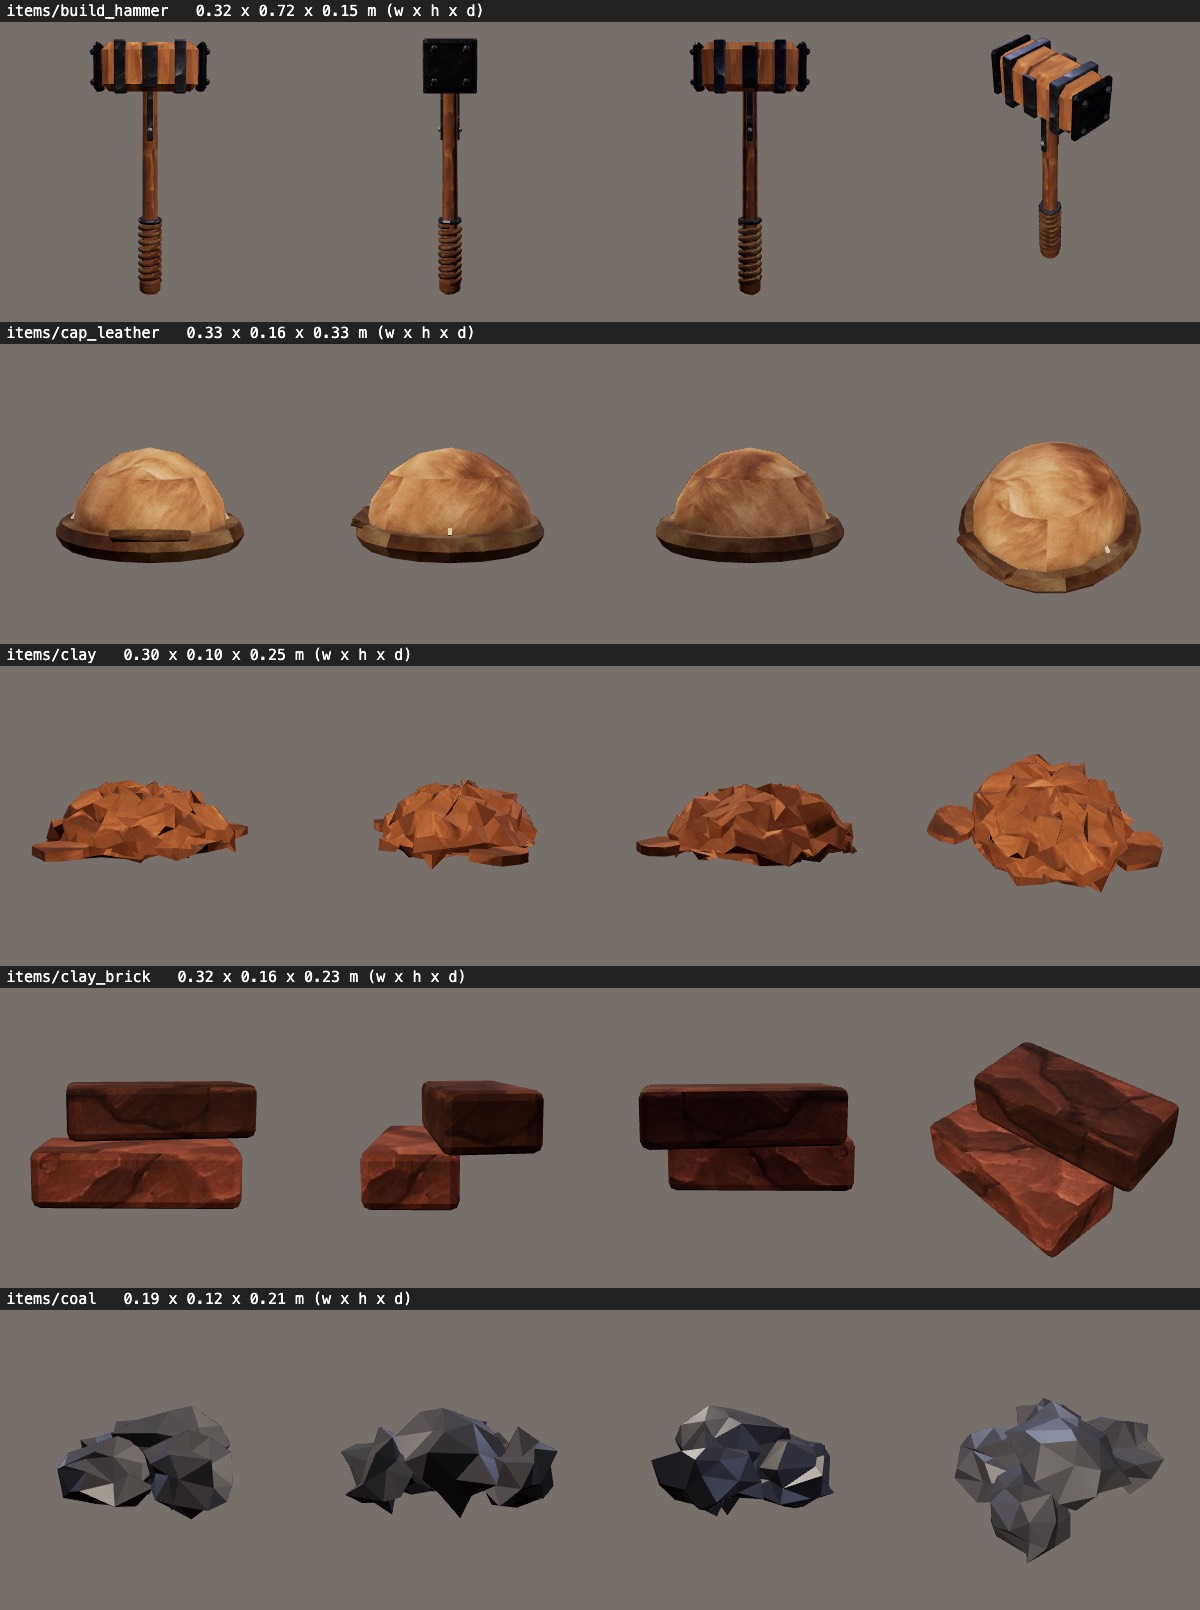 items/build_hammer 0.32 x 0.72 x 0.15 m (w x h x d)
items/cap_leather 0.33 x 0.16 x 0.33 m (w x h x d)
items/clay 0.30 x 0.10 x 0.25 m (w x h x d)
items/clay_brick 0.32 x 0.16 x 0.23 m (w x h x d)
items/coal 0.19 x 0.12 x 0.21 m (w x h x d)